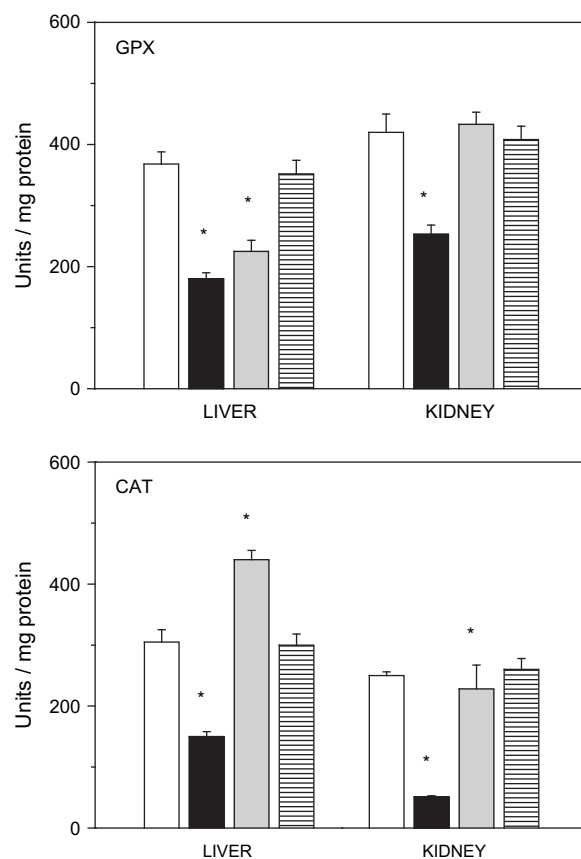 600
GPX
400
Units / mg protein
*
*
*
200
0
LIVER KIDNEY
600
CAT
*
400
Units / mg protein
*
*
200
*
0
LIVER KIDNEY